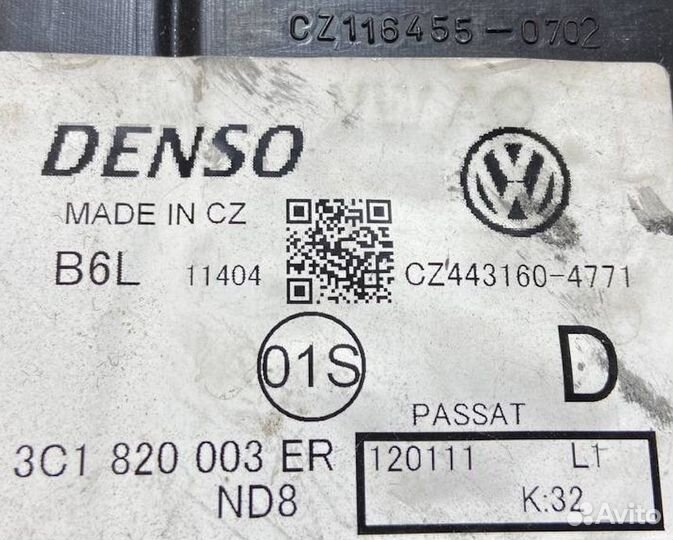 CZ116455-0702
DENSO
MADE IN CZ
B6L 11404 CZ443160-4771
01S
D
PASSAT
3C1 820 003 ER 120111 L1
ND8 K:32
Avito